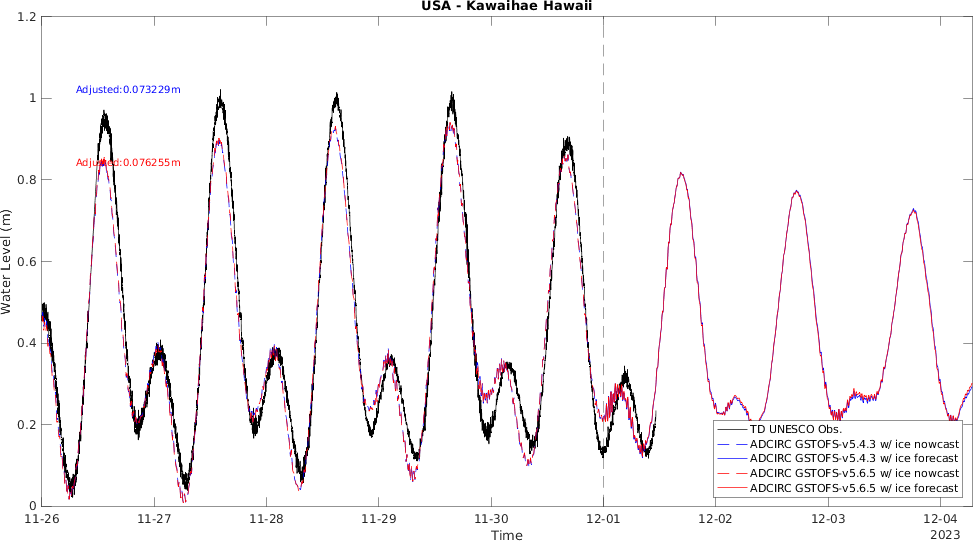 USA - Kawaihae Hawaii
1.2
1
0.8
0.6
0.4
0.2
0
Water Level (m)
Adjusted:0.073229m
Adjusted:0.076255m
TD UNESCO Obs.
ADCIRC GSTOFS-v5.4.3 w/ ice nowcast
ADCIRC GSTOFS-v5.4.3 w/ ice forecast
ADCIRC GSTOFS-v5.6.5 w/ ice nowcast
ADCIRC GSTOFS-v5.6.5 w/ ice forecast
11-26 11-27 11-28 11-29 11-30 12-01 12-02 12-03 12-04
2023
Time